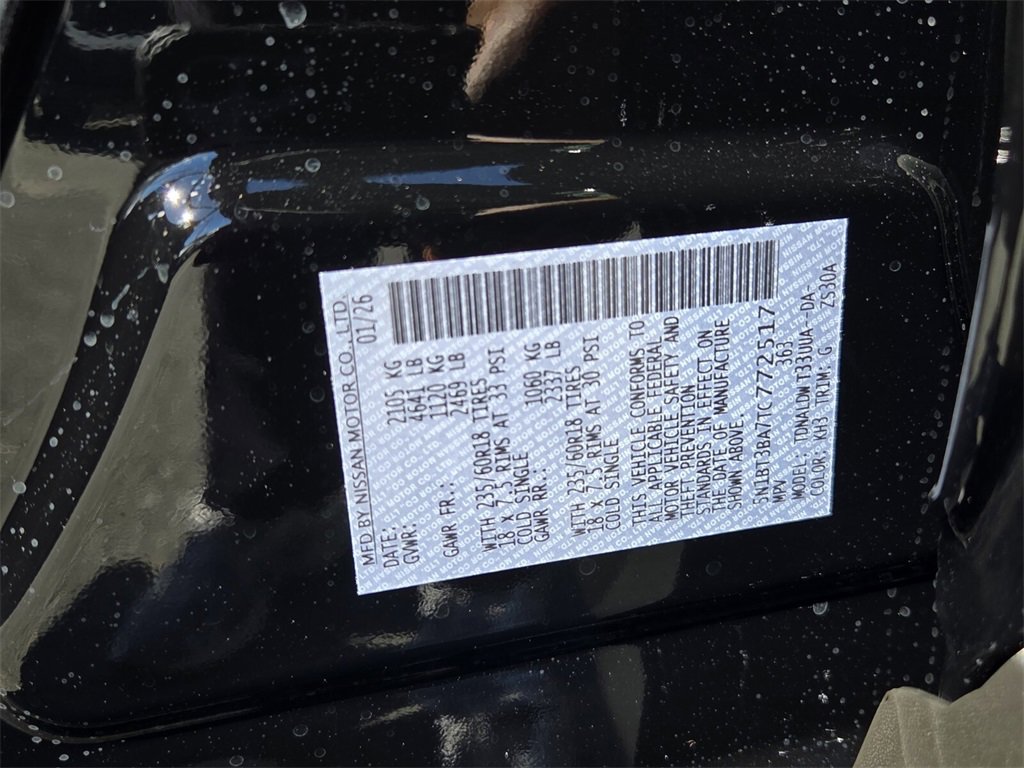 MFD BY NISSAN MOTOR CO., LTD.
DATE: 01/26
GVWR: 2105 KG
4641 LB
GAWR FR.: 1120 KG
2469 LB
WITH 235/60R18 TIRES
18 X 7.5 RIMS AT 33 PSI
COLD SINGLE
GAWR RR.: 1060 KG
2337 LB
WITH 235/60R18 TIRES
18 X 7.5 RIMS AT 30 PSI
COLD SINGLE
THIS VEHICLE CONFORMS TO
ALL APPLICABLE FEDERAL
MOTOR VEHICLE SAFETY AND
THEFT PREVENTION
STANDARDS IN EFFECT ON
THE DATE OF MANUFACTURE
SHOWN ABOVE.
5N1BT3BA7TC772517
MPV 363
MODEL: TDNALDW T330UA-DA-
COLOR: KH3 TRIM: G ZS30A